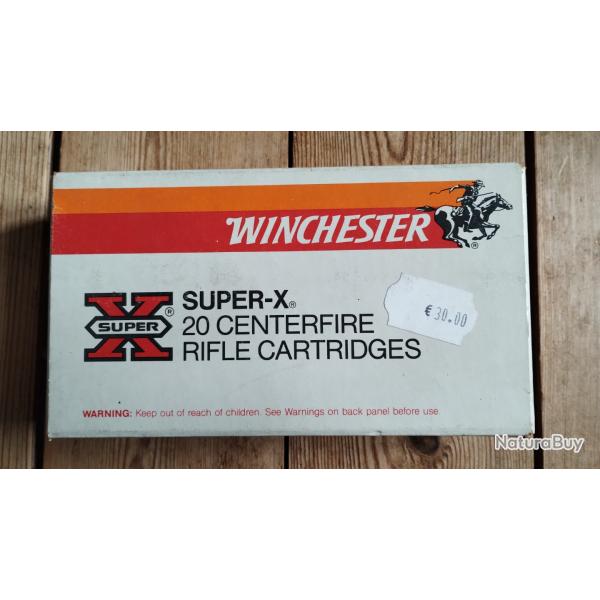 WINCHESTER
®
SUPER-X®
20 CENTERFIRE
RIFLE CARTRIDGES
X ®
SUPER
€30.00
WARNING: Keep out of reach of children. See Warnings on back panel before use
NaturaBuy